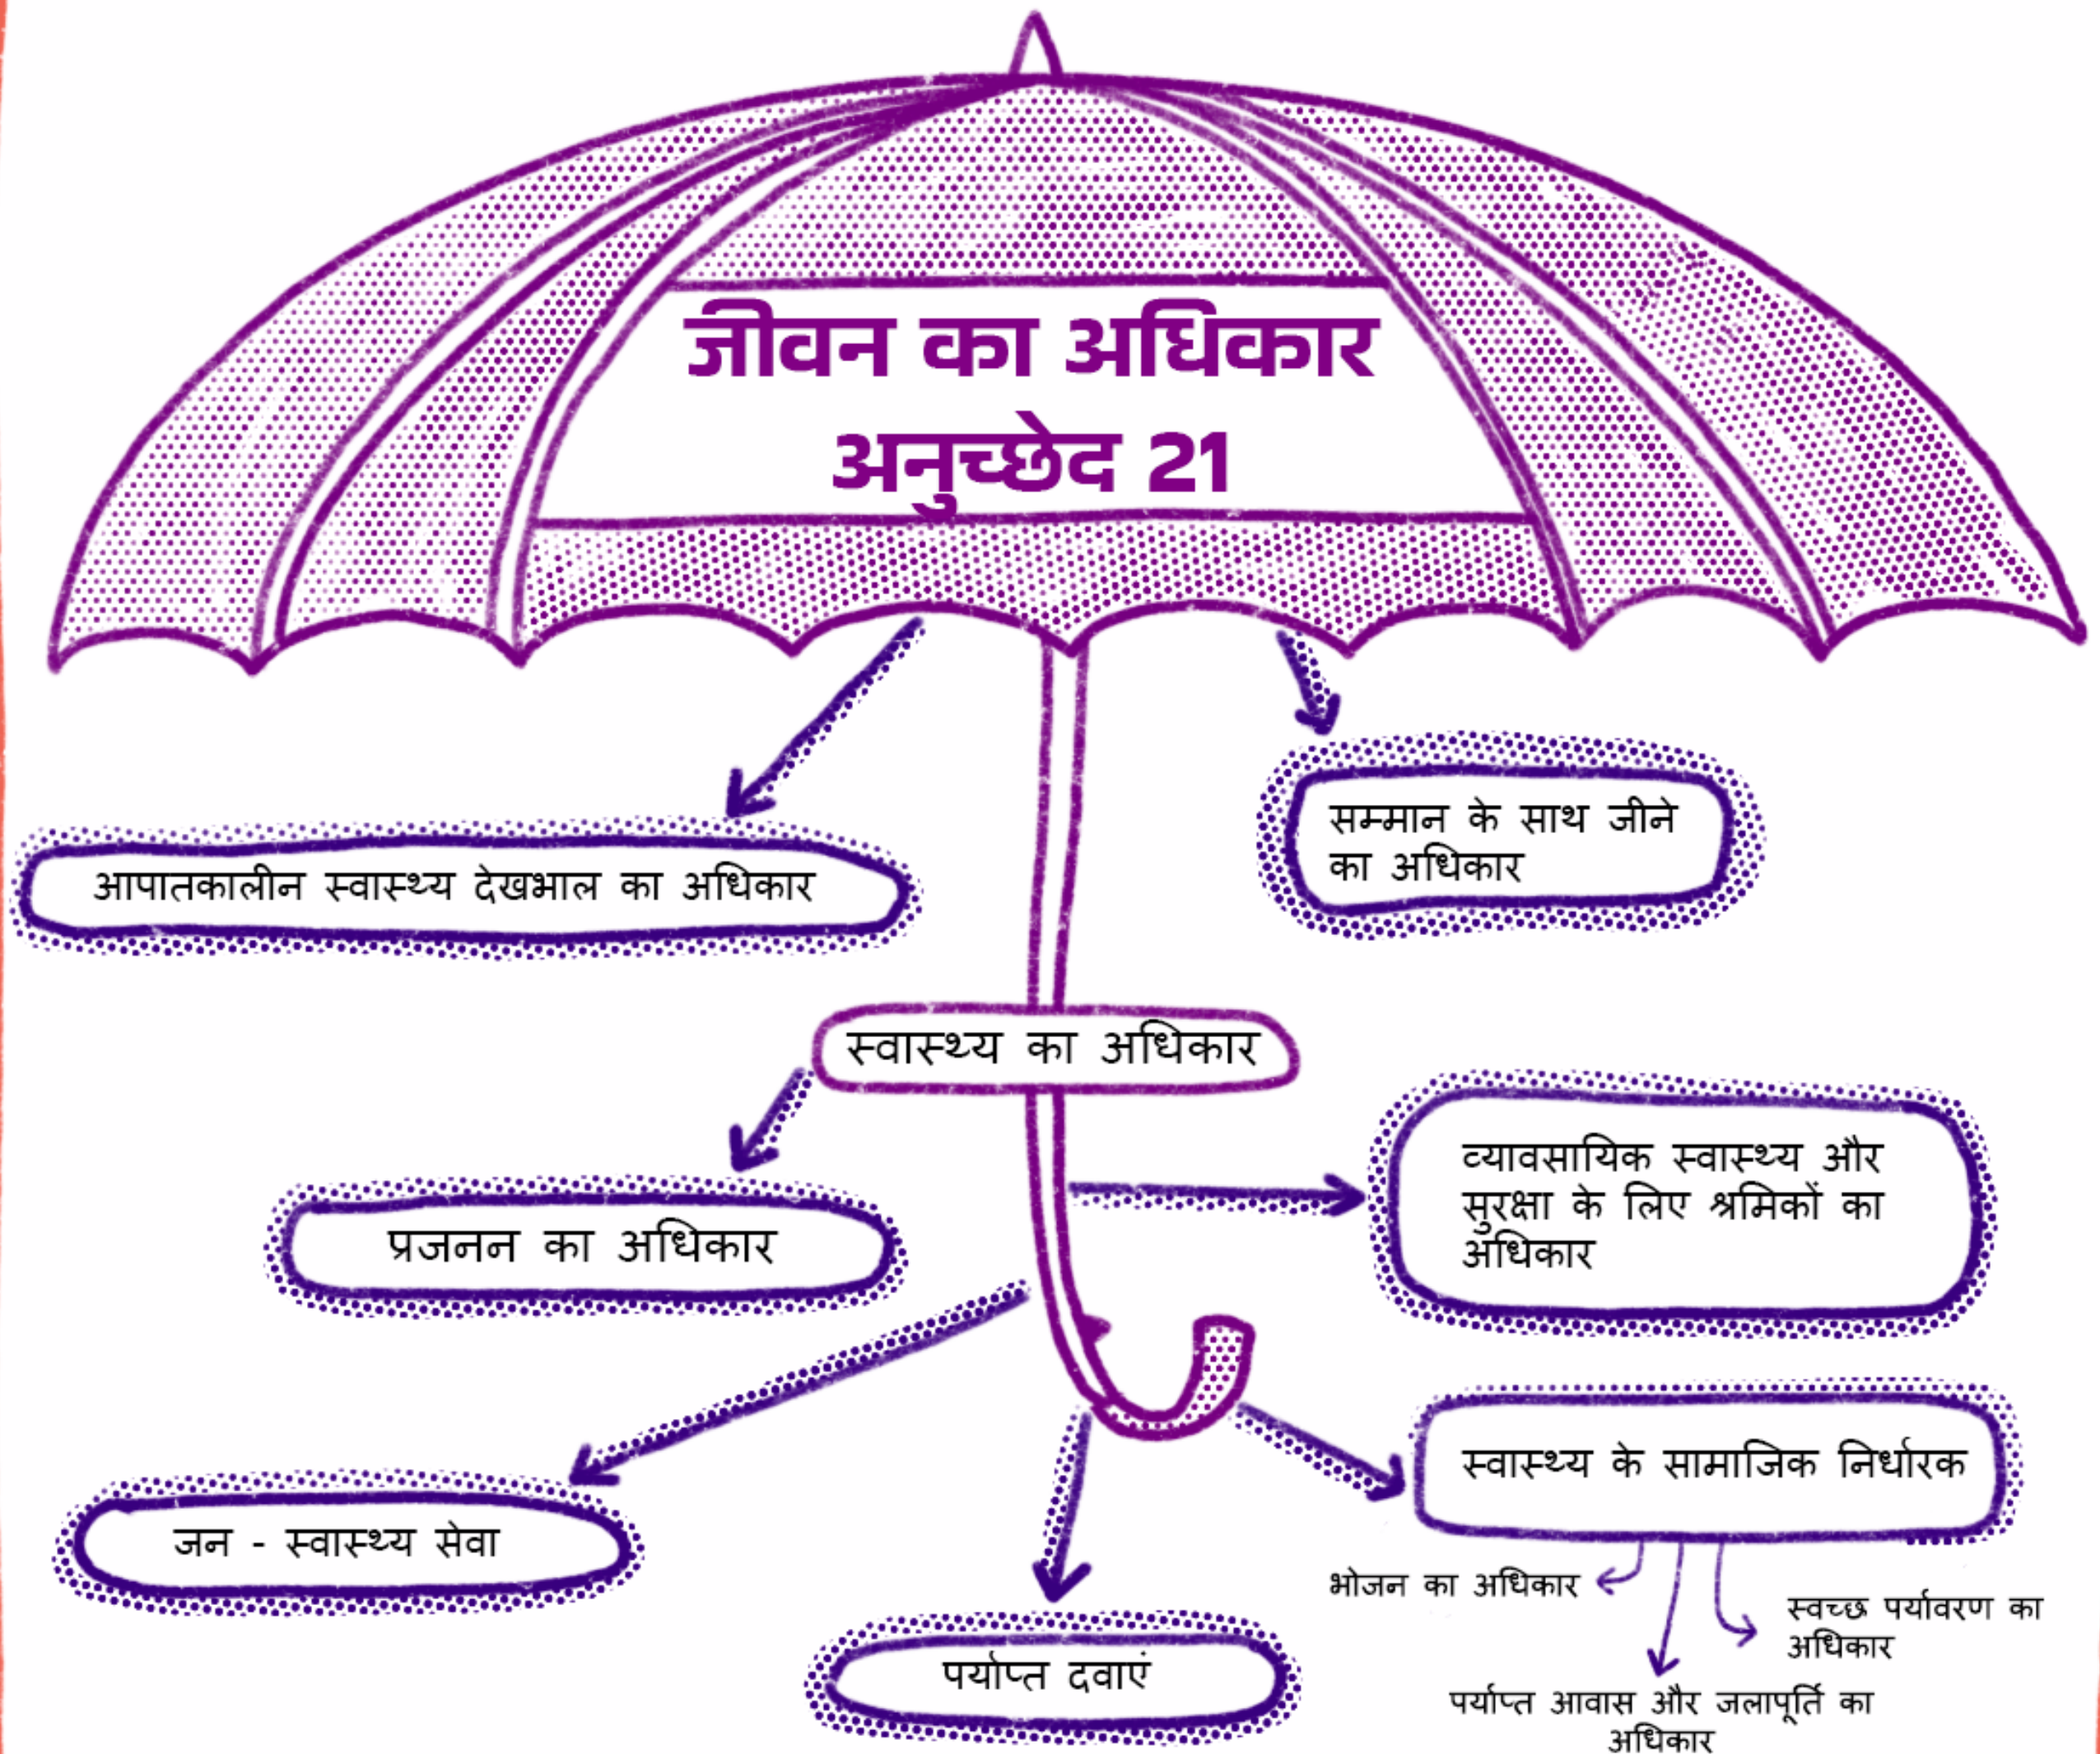 जीवन का अधिकार
अनुच्छेद 21
आपातकालीन स्वास्थ्य देखभाल का अधिकार
सम्मान के साथ जीने
का अधिकार
स्वास्थ्य का अधिकार
प्रजनन का अधिकार
व्यावसायिक स्वास्थ्य और
सुरक्षा के लिए श्रमिकों का
अधिकार
जन - स्वास्थ्य सेवा
स्वास्थ्य के सामाजिक निर्धारक
पर्याप्त दवाएं
भोजन का अधिकार
स्वच्छ पर्यावरण का
अधिकार
पर्याप्त आवास और जलापूर्ति का
अधिकार